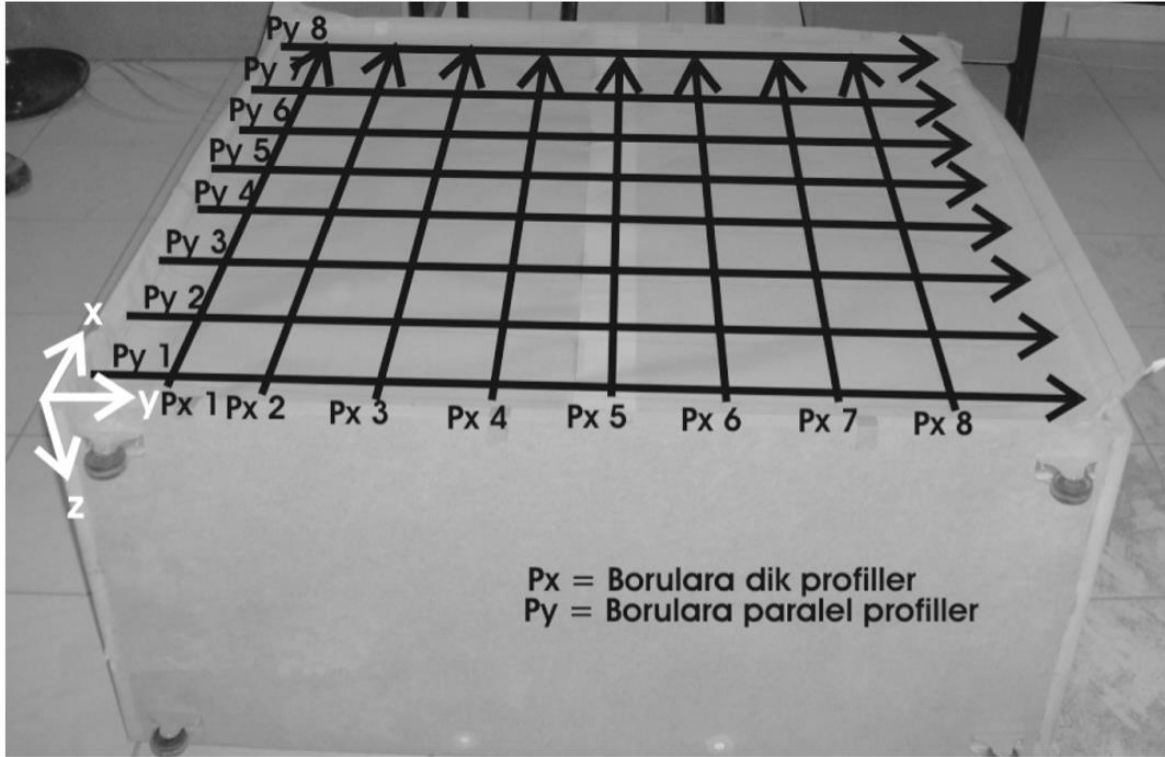 Py 8
Py 7
Py 6
Py 5
Py 4
Py 3
Py 2
x
Py 1
y
Px 1
Px 2
Px 3
Px 4
Px 5
Px 6
Px 7
Px 8
z
Px = Borulara dik profiller
Py = Borulara paralel profiller